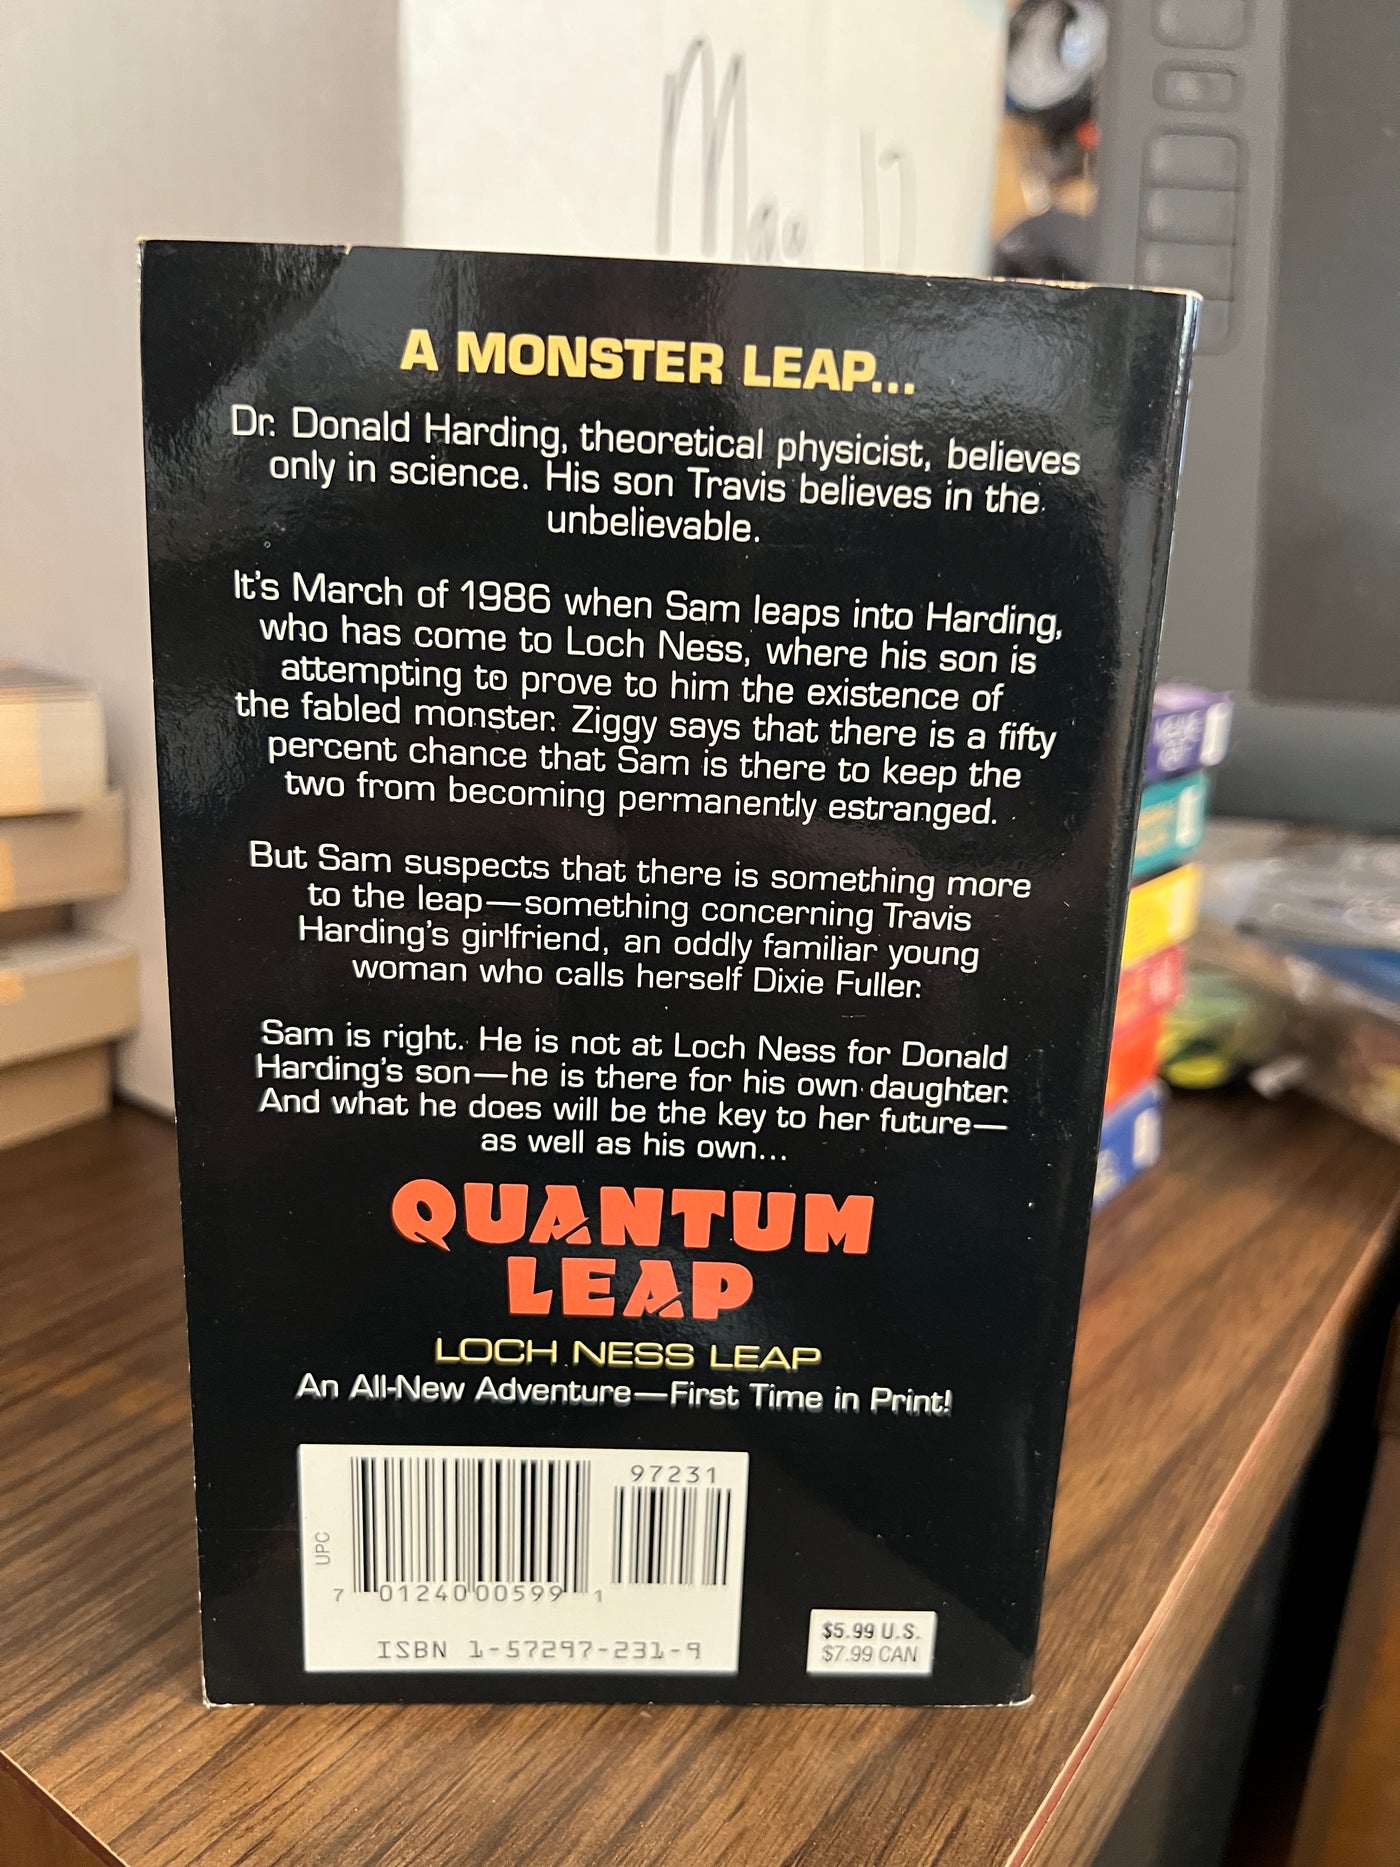 A MONSTER LEAP...
Dr. Donald Harding, theoretical physicist, believes
only in science. His son Travis believes in the
unbelievable.
It's March of 1986 when Sam leaps into Harding,
who has come to Loch Ness, where his son is
attempting to prove to him the existence of
the fabled monster. Ziggy says that there is a fifty
percent chance that Sam is there to keep the
two from becoming permanently estranged.
But Sam suspects that there is something more
to the leap—something concerning Travis
Harding's girlfriend, an oddly familiar young
woman who calls herself Dixie Fuller.
Sam is right. He is not at Loch Ness for Donald
Harding's son—he is there for his own daughter.
And what he does will be the key to her future—
as well as his own...
QUANTUM
LEAP
LOCH NESS LEAP
An All-New Adventure—First Time in Print!
97231
UPC
7 01240 00599 1
ISBN 1-57297-231-9
$5.99 U.S.
$7.99 CAN